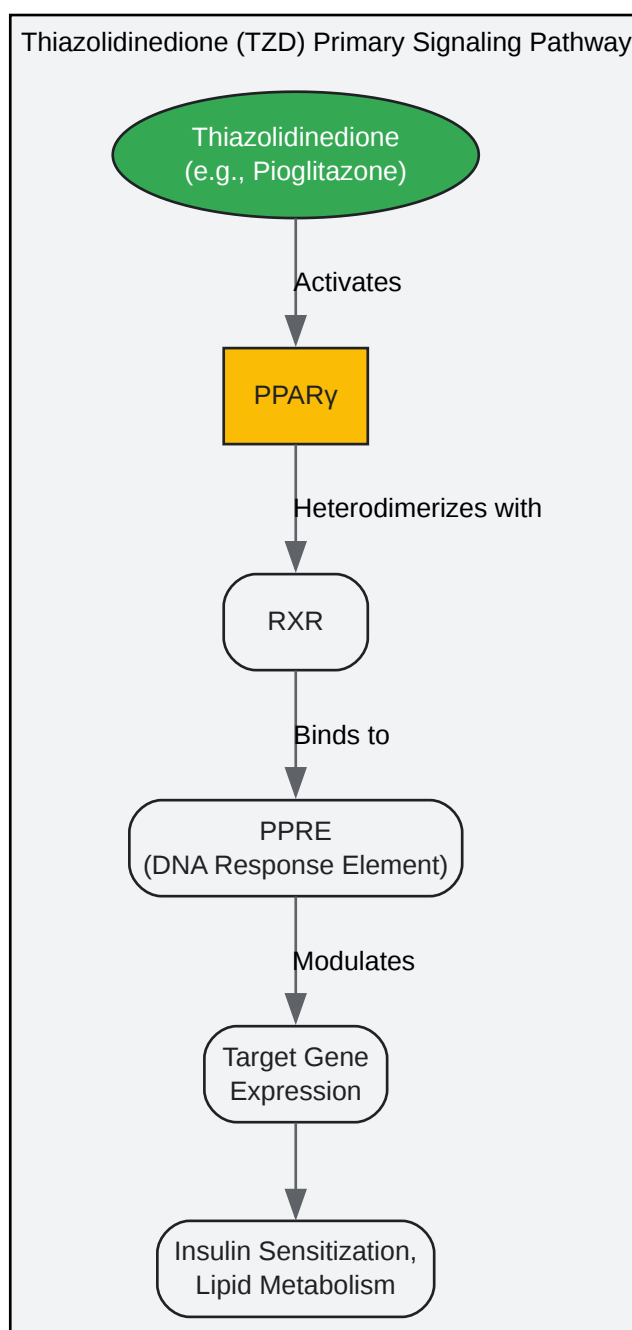 Thiazolidinedione (TZD) Primary Signaling Pathway
Thiazolidinedione
(e.g., Pioglitazone)
Activates
PPARγ
Heterodimerizes with
RXR
Binds to
PPRE
(DNA Response Element)
Modulates
Target Gene
Expression
Insulin Sensitization,
Lipid Metabolism